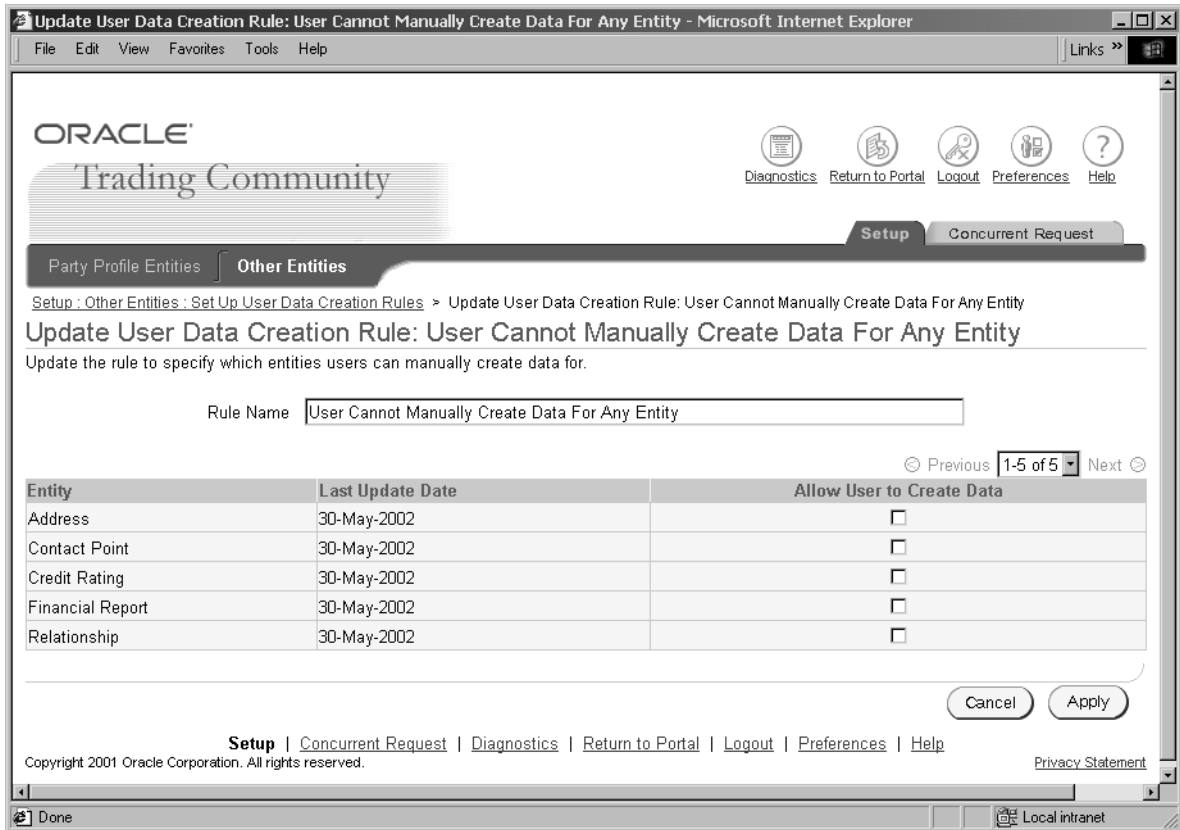 Update User Data Creation Rule: User Cannot Manually Create Data For Any Entity - Microsoft Internet Explorer
File Edit View Favorites Tools Help Links »
ORACLE
Trading Community
Diagnostics Return to Portal Logout Preferences Help
Setup Concurrent Request
Party Profile Entities Other Entities
Setup : Other Entities : Set Up User Data Creation Rules > Update User Data Creation Rule: User Cannot Manually Create Data For Any Entity
Update User Data Creation Rule: User Cannot Manually Create Data For Any Entity
Update the rule to specify which entities users can manually create data for.
Rule Name User Cannot Manually Create Data For Any Entity
Previous 1-5 of 5 Next
Entity Last Update Date Allow User to Create Data
Address 30-May-2002
Contact Point 30-May-2002
Credit Rating 30-May-2002
Financial Report 30-May-2002
Relationship 30-May-2002
Cancel Apply
Setup | Concurrent Request | Diagnostics | Return to Portal | Logout | Preferences | Help
Copyright 2001 Oracle Corporation. All rights reserved. Privacy Statement
Done Local intranet